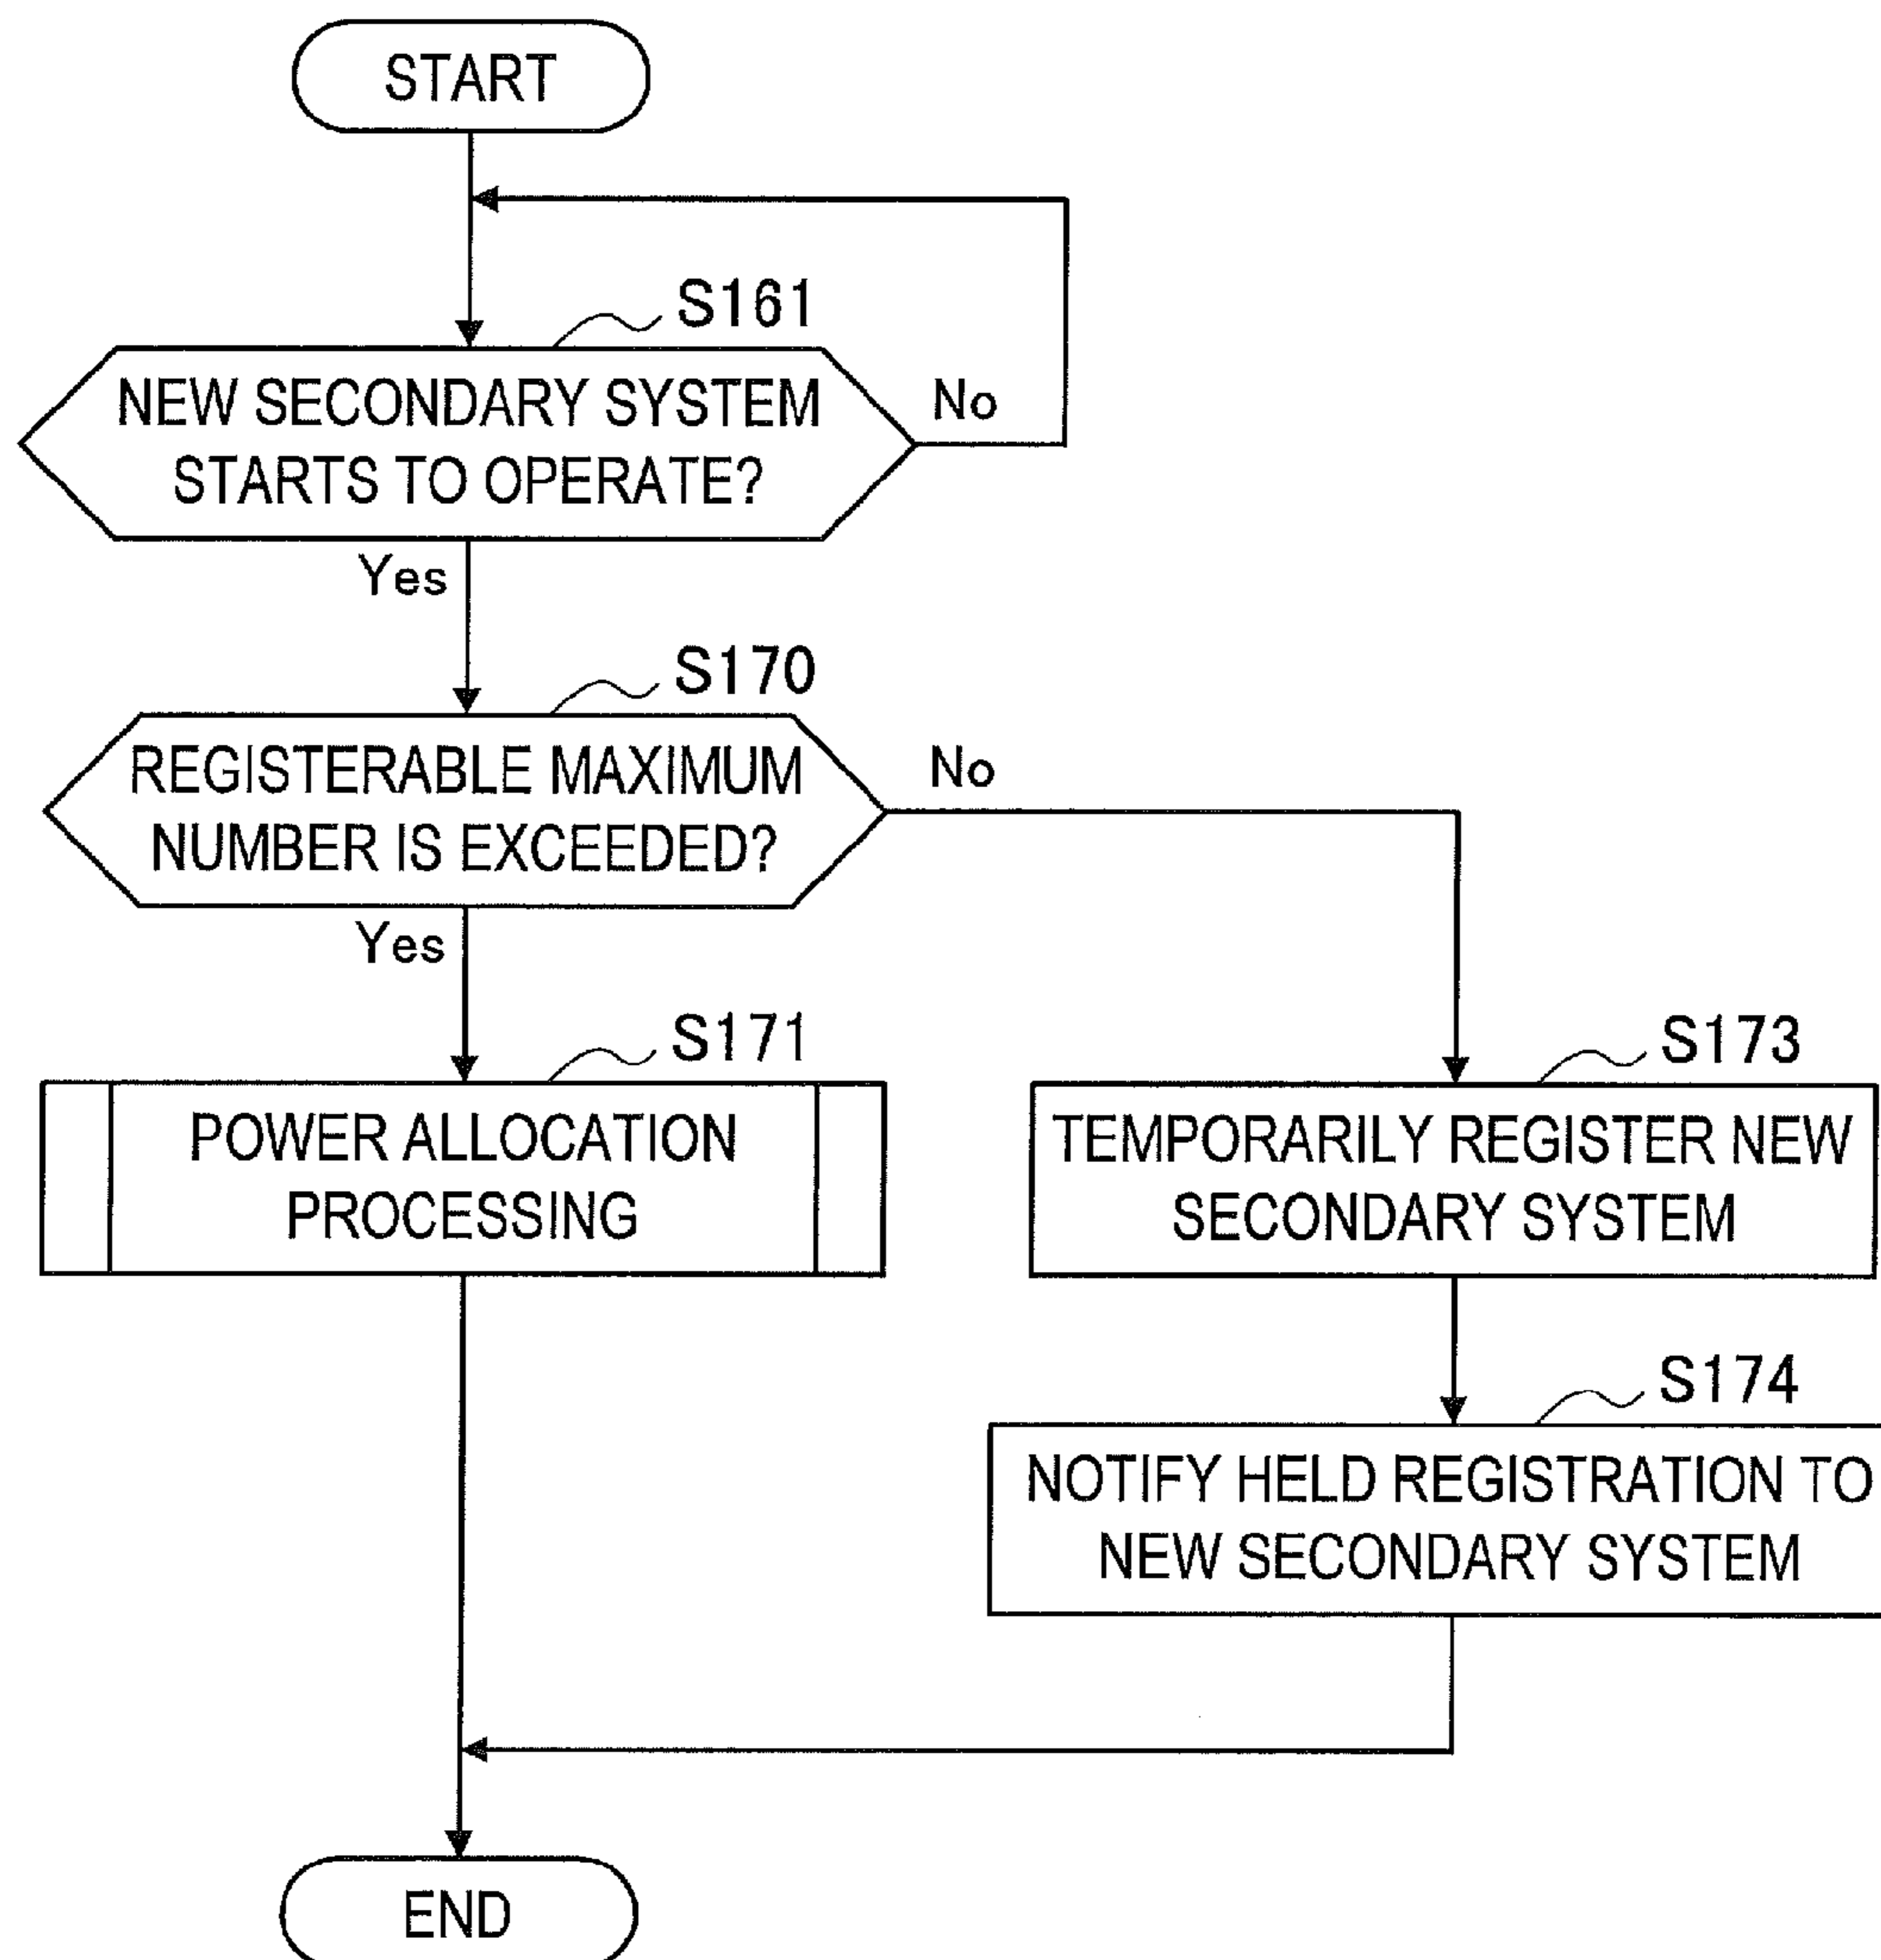 START
S161
NEW SECONDARY SYSTEM
STARTS TO OPERATE?
No
Yes
S170
REGISTERABLE MAXIMUM
NUMBER IS EXCEEDED?
No
Yes
S171
POWER ALLOCATION
PROCESSING
S173
TEMPORARILY REGISTER NEW
SECONDARY SYSTEM
S174
NOTIFY HELD REGISTRATION TO
NEW SECONDARY SYSTEM
END